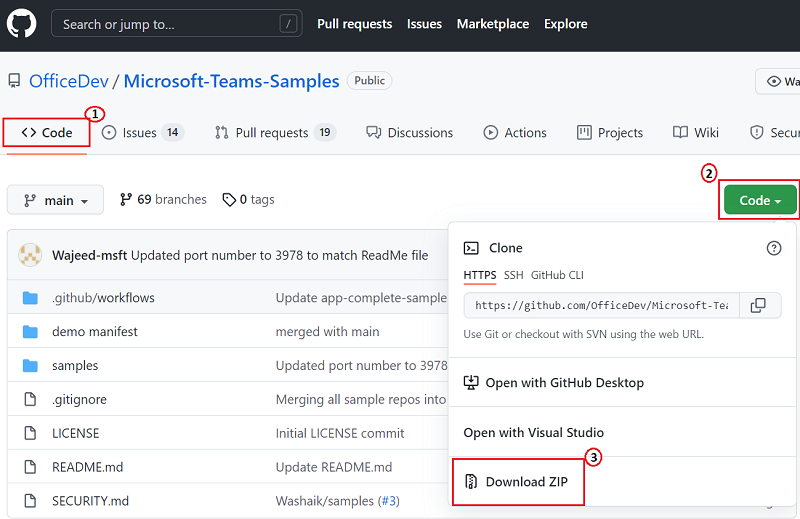 Search or jump to...
/
Pull requests
Issues
Marketplace
Explore
OfficeDev / Microsoft-Teams-Samples
Public
Wa
1
<> Code
Issues 14
Pull requests 19
Discussions
Actions
Projects
Wiki
Secur
main
69 branches
0 tags
2
Code
Wajeed-msft Updated port number to 3978 to match ReadMe file
.github/workflows
Update app-complete-sample
demo manifest
merged with main
samples
Updated port number to 3978
.gitignore
Merging all sample repos into
LICENSE
Initial LICENSE commit
README.md
Update README.md
SECURITY.md
Washaik/samples (#3)
Clone
?
HTTPS
SSH
GitHub CLI
https://github.com/OfficeDev/Microsoft-Tea
Use Git or checkout with SVN using the web URL.
Open with GitHub Desktop
Open with Visual Studio
3
Download ZIP